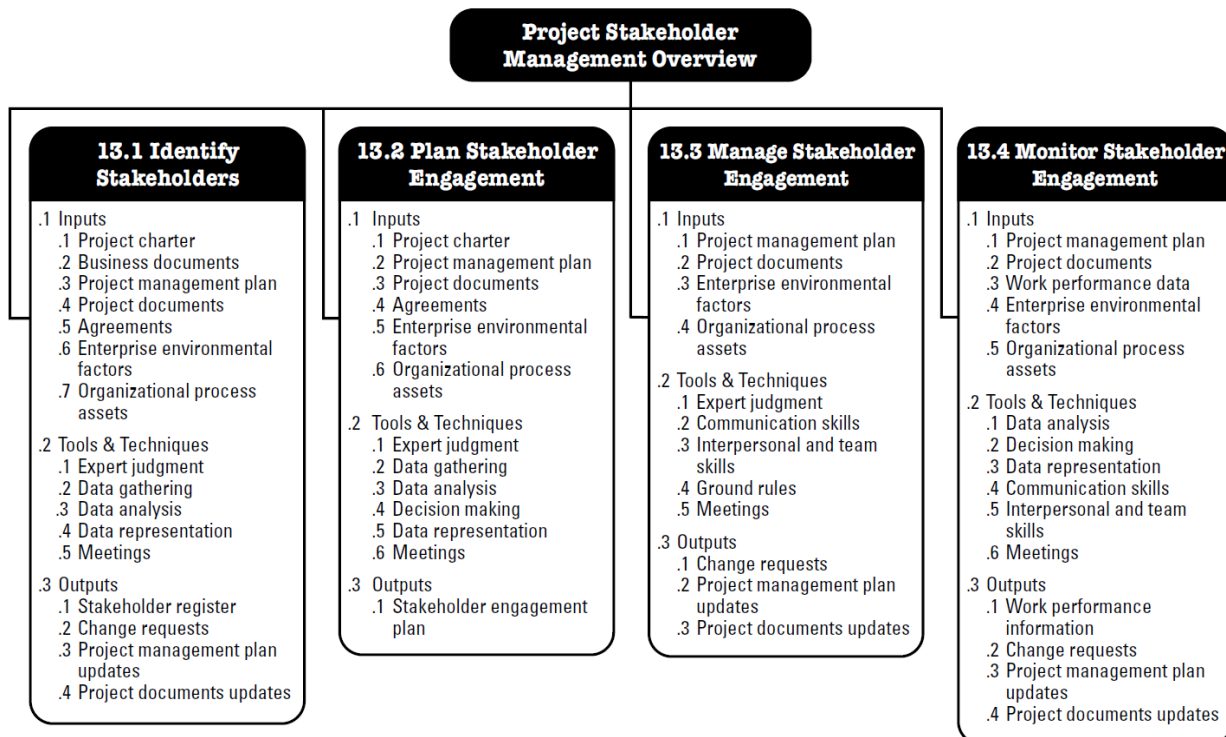 Project Stakeholder
Management Overview
13.1 Identify
Stakeholders
.1 Inputs
.1 Project charter
.2 Business documents
.3 Project management plan
.4 Project documents
.5 Agreements
.6 Enterprise environmental
factors
.7 Organizational process
assets
.2 Tools & Techniques
.1 Expert judgment
.2 Data gathering
.3 Data analysis
.4 Data representation
.5 Meetings
.3 Outputs
.1 Stakeholder register
.2 Change requests
.3 Project management plan
updates
.4 Project documents updates
13.2 Plan Stakeholder
Engagement
.1 Inputs
.1 Project charter
.2 Project management plan
.3 Project documents
.4 Agreements
.5 Enterprise environmental
factors
.6 Organizational process
assets
.2 Tools & Techniques
.1 Expert judgment
.2 Data gathering
.3 Data analysis
.4 Decision making
.5 Data representation
.6 Meetings
.3 Outputs
.1 Stakeholder engagement
plan
13.3 Manage Stakeholder
Engagement
.1 Inputs
.1 Project management plan
.2 Project documents
.3 Enterprise environmental
factors
.4 Organizational process
assets
.2 Tools & Techniques
.1 Expert judgment
.2 Communication skills
.3 Interpersonal and team
skills
.4 Ground rules
.5 Meetings
.3 Outputs
.1 Change requests
.2 Project management plan
updates
.3 Project documents updates
13.4 Monitor Stakeholder
Engagement
.1 Inputs
.1 Project management plan
.2 Project documents
.3 Work performance data
.4 Enterprise environmental
factors
.5 Organizational process
assets
.2 Tools & Techniques
.1 Data analysis
.2 Decision making
.3 Data representation
.4 Communication skills
.5 Interpersonal and team
skills
.6 Meetings
.3 Outputs
.1 Work performance
information
.2 Change requests
.3 Project management plan
updates
.4 Project documents updates